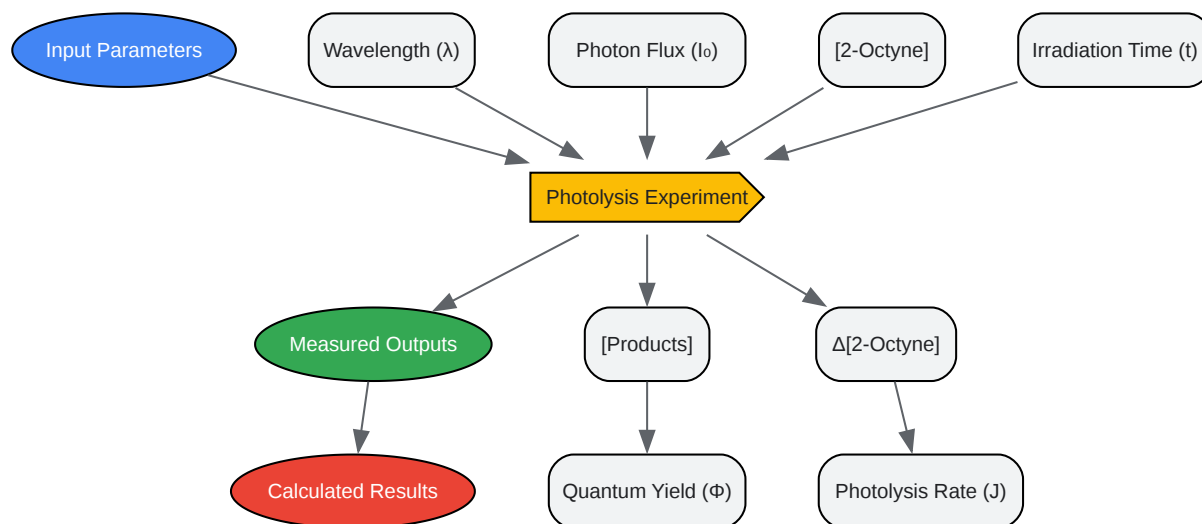 Input Parameters
Wavelength (λ)
Photon Flux (I₀)
[2-Octyne]
Irradiation Time (t)
Photolysis Experiment
Measured Outputs
[Products]
Δ[2-Octyne]
Calculated Results
Quantum Yield (Φ)
Photolysis Rate (J)